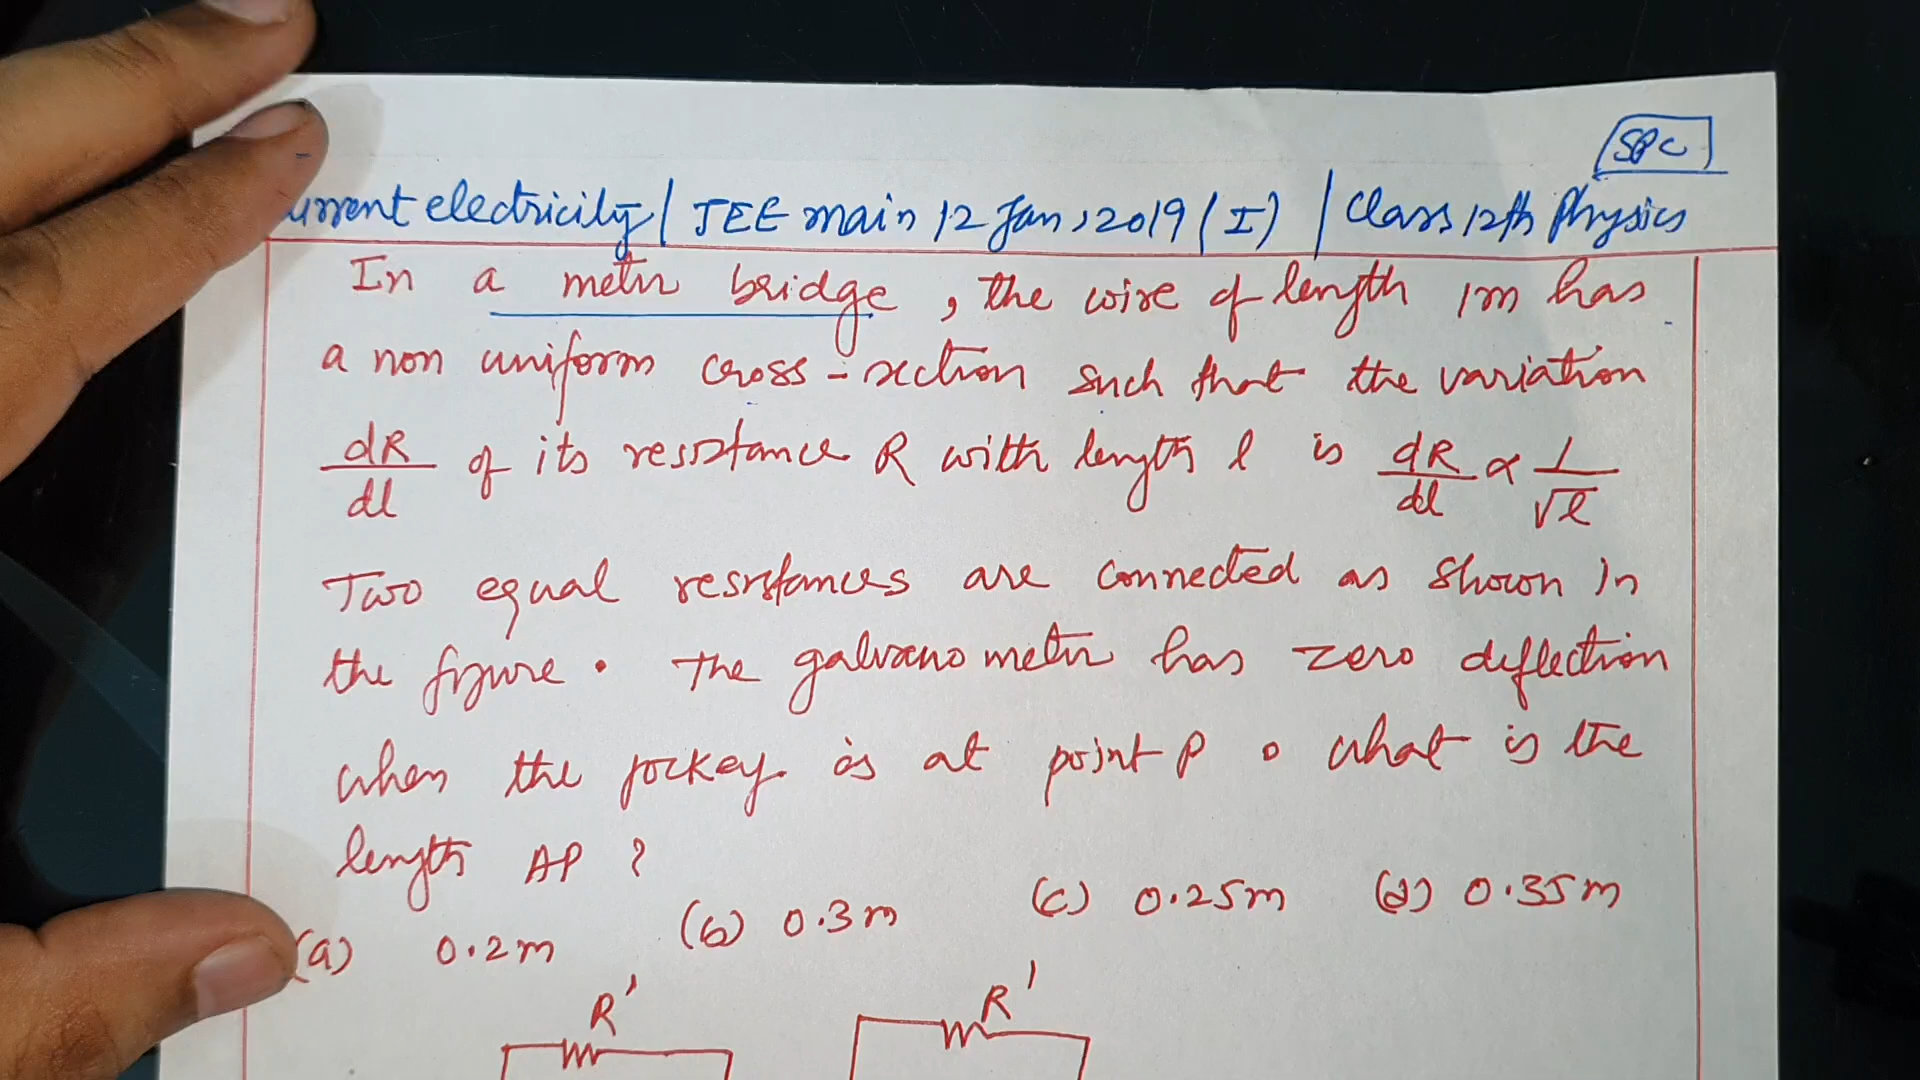 SPC
urrent electricity / JEE main 12 Jan, 2019 (I) / Class 12th Physics
In a meter bridge, the wire of length 1m has
a non uniform cross-section such that the variation
dR/dl of its resistance R with length l is dR/dl ∝ 1/√l
Two equal resistances are connected as shown in
the figure. The galvanometer has zero deflection
when the jockey is at point P. What is the
length AP ?
(a) 0.2m (b) 0.3m (c) 0.25m (d) 0.35m
R' R'